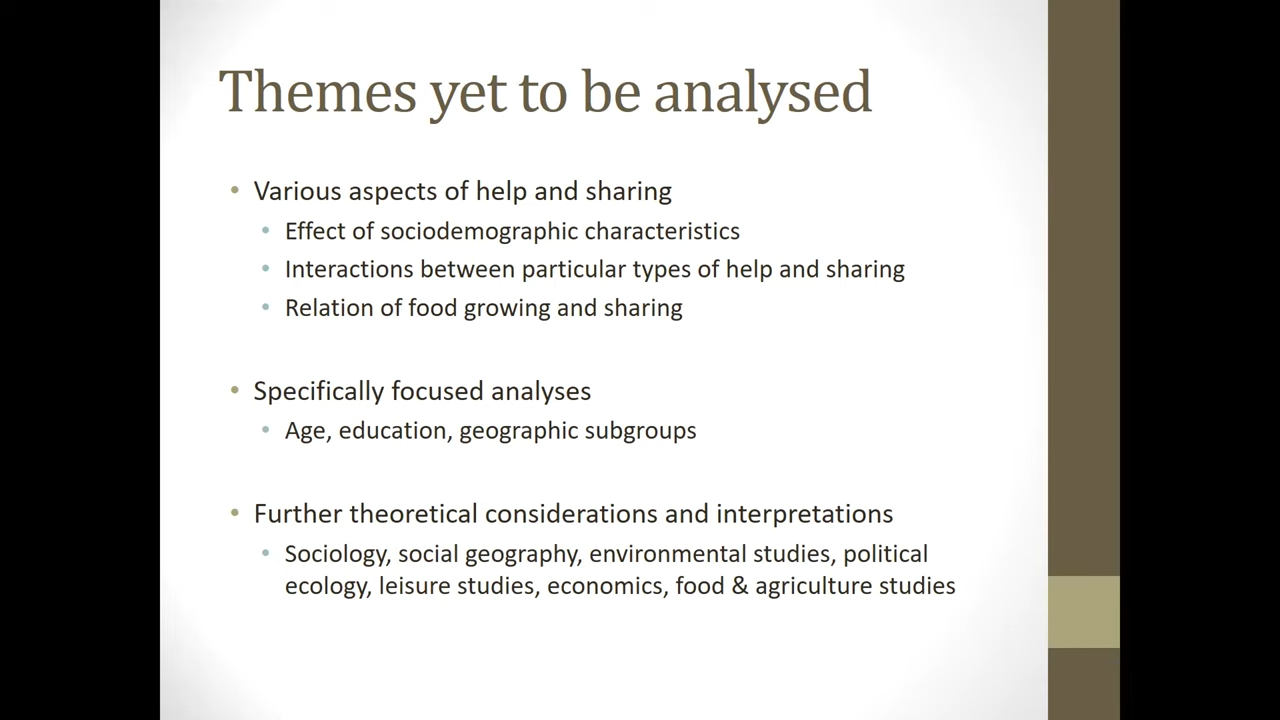 Themes yet to be analysed
• Various aspects of help and sharing
• Effect of sociodemographic characteristics
• Interactions between particular types of help and sharing
• Relation of food growing and sharing
• Specifically focused analyses
• Age, education, geographic subgroups
• Further theoretical considerations and interpretations
• Sociology, social geography, environmental studies, political
ecology, leisure studies, economics, food & agriculture studies